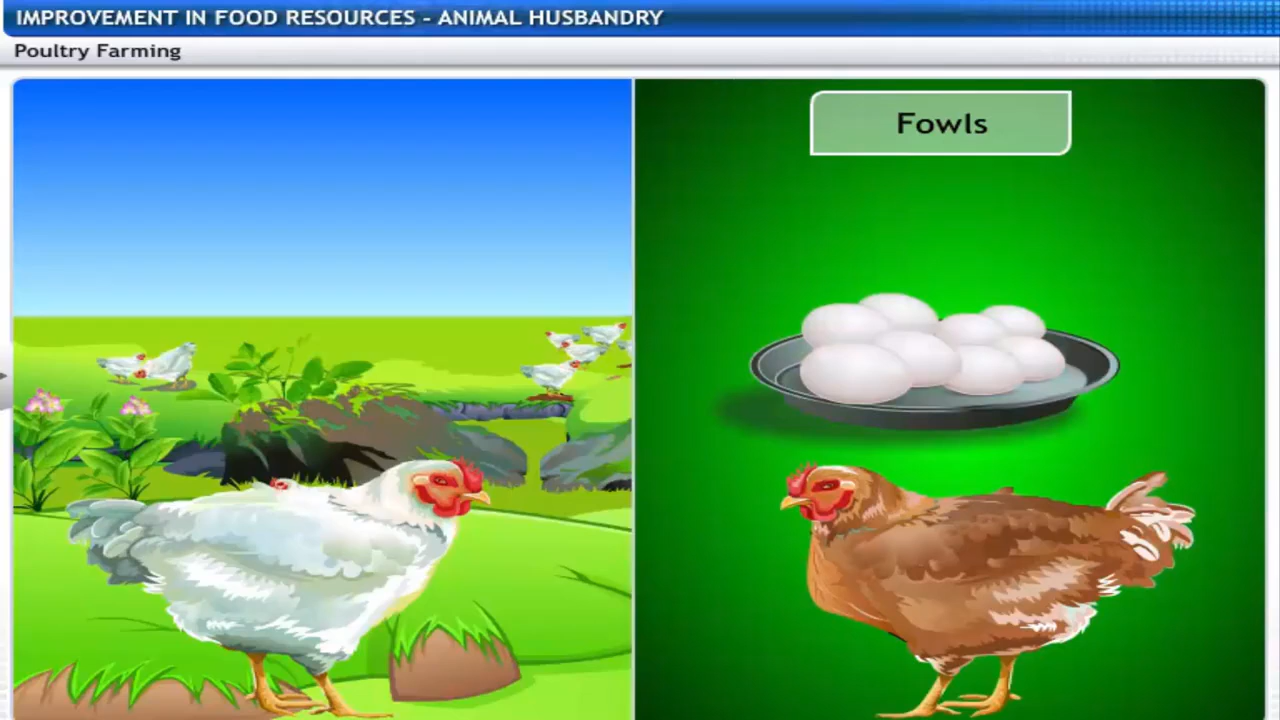 IMPROVEMENT IN FOOD RESOURCES - ANIMAL HUSBANDRY
Poultry Farming
Fowls